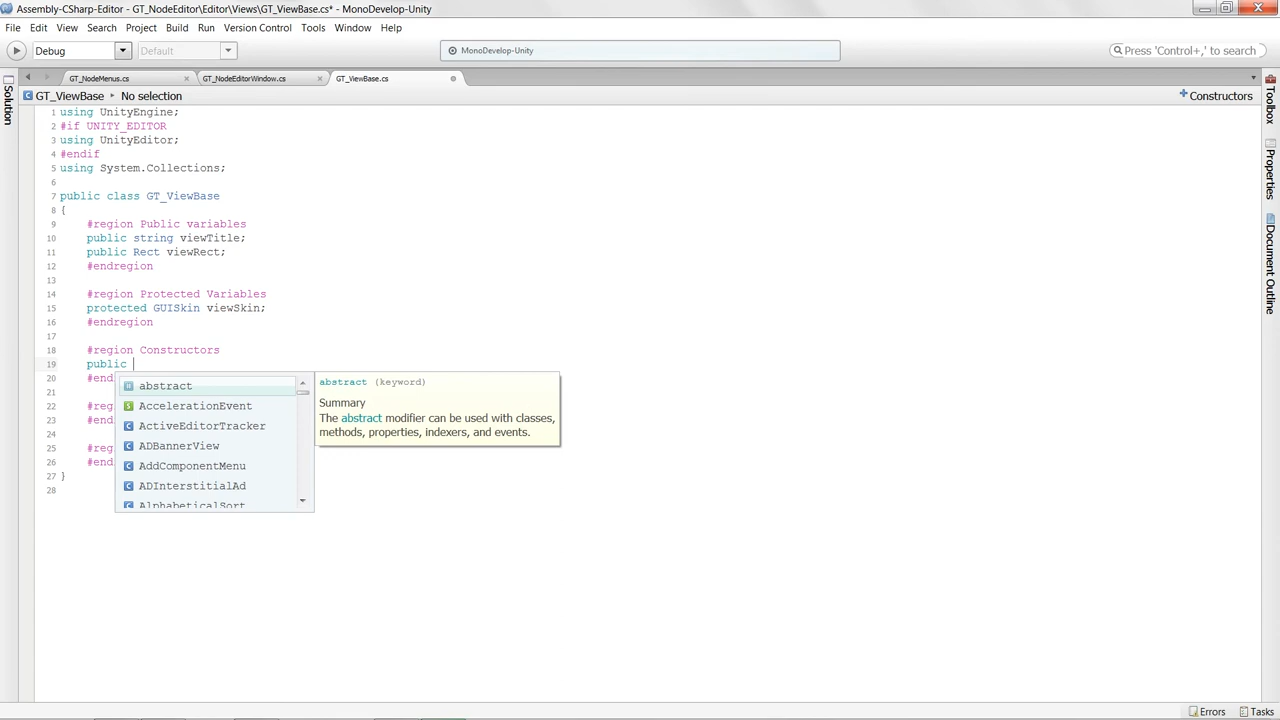 Assembly-CSharp-Editor - GT_NodeEditor\Editor\Views\GT_ViewBase.cs* - MonoDevelop-Unity
File Edit View Search Project Build Run Version Control Tools Window Help
Debug Default MonoDevelop-Unity Press 'Control+,' to search
GT_NodeMenus.cs × GT_NodeEditorWindow.cs × GT_ViewBase.cs
GT_ViewBase ▸ No selection Constructors
Solution
Toolbox
Properties
Document Outline
1 using UnityEngine;
2 #if UNITY_EDITOR
3 using UnityEditor;
4 #endif
5 using System.Collections;
6
7 public class GT_ViewBase
8 {
9 #region Public variables
10 public string viewTitle;
11 public Rect viewRect;
12 #endregion
13
14 #region Protected Variables
15 protected GUISkin viewSkin;
16 #endregion
17
18 #region Constructors
19 public
20 #end
21
22 #reg
23 #end
24
25 #reg
26 #end
27 }
28
abstract
AccelerationEvent
ActiveEditorTracker
ADBannerView
AddComponentMenu
ADInterstitialAd
AlphabeticalSort
abstract (keyword)
Summary
The abstract modifier can be used with classes,
methods, properties, indexers, and events.
Errors Tasks